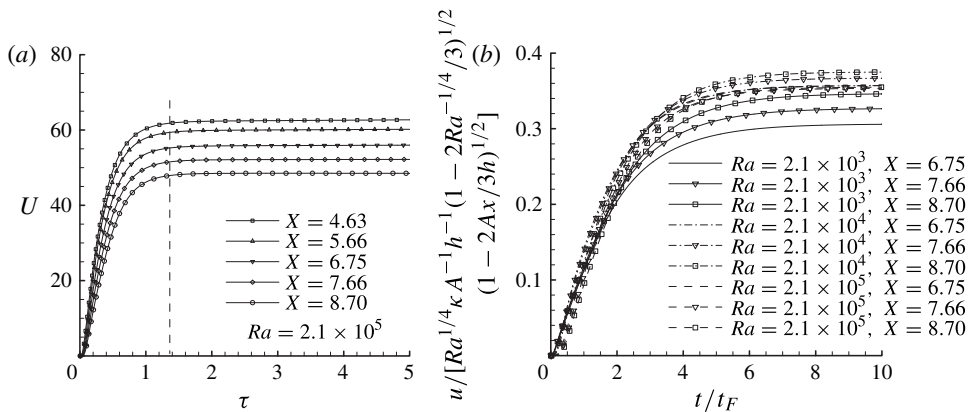 (a)
80
60
U
40
20
0
0 1 2 3 4 5
τ
X = 4.63
X = 5.66
X = 6.75
X = 7.66
X = 8.70
Ra = 2.1 × 10^5
u/[Ra^{1/4} κ A^{-1} h^{-1} (1 − 2Ra^{-1/4}/3)^{1/2}
(1 − 2Ax/3h)^{1/2}]
(b)
0.4
0.3
0.2
0.1
0
2 4 6 8 10
t/t_F
Ra = 2.1 × 10^3, X = 6.75
Ra = 2.1 × 10^3, X = 7.66
Ra = 2.1 × 10^3, X = 8.70
Ra = 2.1 × 10^4, X = 6.75
Ra = 2.1 × 10^4, X = 7.66
Ra = 2.1 × 10^4, X = 8.70
Ra = 2.1 × 10^5, X = 6.75
Ra = 2.1 × 10^5, X = 7.66
Ra = 2.1 × 10^5, X = 8.70